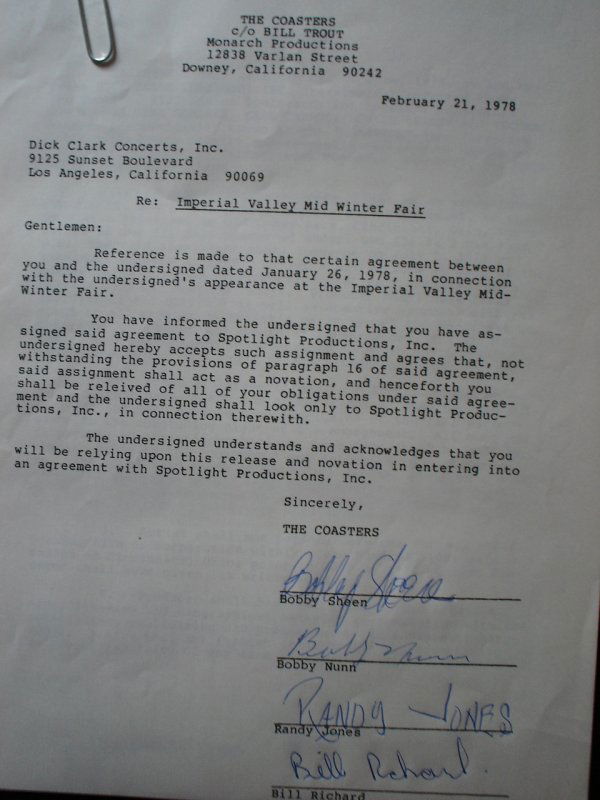 THE COASTERS
c/o BILL TROUT
Monarch Productions
12838 Varlan Street
Downey, California 90242
February 21, 1978
Dick Clark Concerts, Inc.
9125 Sunset Boulevard
Los Angeles, California 90069
Re: Imperial Valley Mid Winter Fair
Gentlemen:
Reference is made to that certain agreement between
you and the undersigned dated January 26, 1978, in connection
with the undersigned's appearance at the Imperial Valley Mid-
Winter Fair.
You have informed the undersigned that you have as-
signed said agreement to Spotlight Productions, Inc. The
undersigned hereby accepts such assignment and agrees that, not
withstanding the provisions of paragraph 16 of said agreement,
said assignment shall act as a novation, and henceforth you
shall be releived of all of your obligations under said agree-
ment and the undersigned shall look only to Spotlight Produc-
tions, Inc., in connection therewith.
The undersigned understands and acknowledges that you
will be relying upon this release and novation in entering into
an agreement with Spotlight Productions, Inc.
Sincerely,
THE COASTERS
Bobby Sheen
Bobby Sheen
Bobby Nunn
Bobby Nunn
RANDY JONES
Randy Jones
Bill Richard
Bill Richard